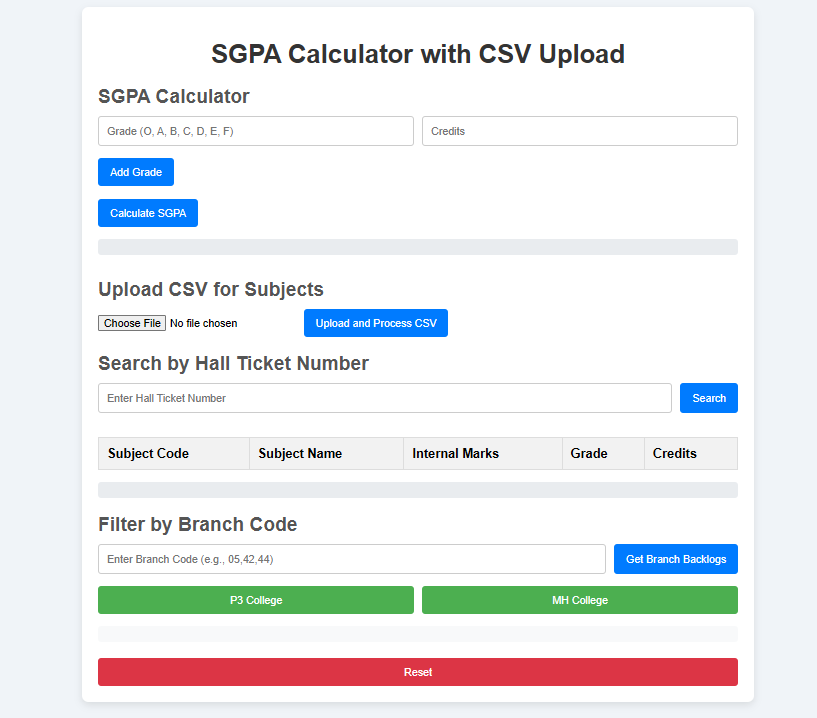 SGPA Calculator with CSV Upload
SGPA Calculator
Grade (O, A, B, C, D, E, F) Credits
Add Grade
Calculate SGPA
Upload CSV for Subjects
Choose File No file chosen Upload and Process CSV
Search by Hall Ticket Number
Enter Hall Ticket Number Search
Subject Code Subject Name Internal Marks Grade Credits
Filter by Branch Code
Enter Branch Code (e.g., 05,42,44) Get Branch Backlogs
P3 College MH College
Reset